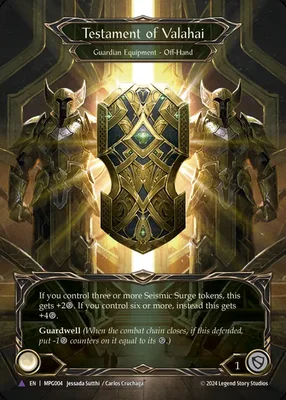 Testament of Valahai
Guardian Equipment - Off-Hand
If you control three or more Seismic Surge tokens, this
gets +2. If you control six or more, instead this gets
+4.
Guardwell (When the combat chain closes, if this defended,
put -1 counters on it equal to its .)
1
EN | MPG004 Jessada Sutthi / Carlos Cruchaga
© 2024 Legend Story Studios